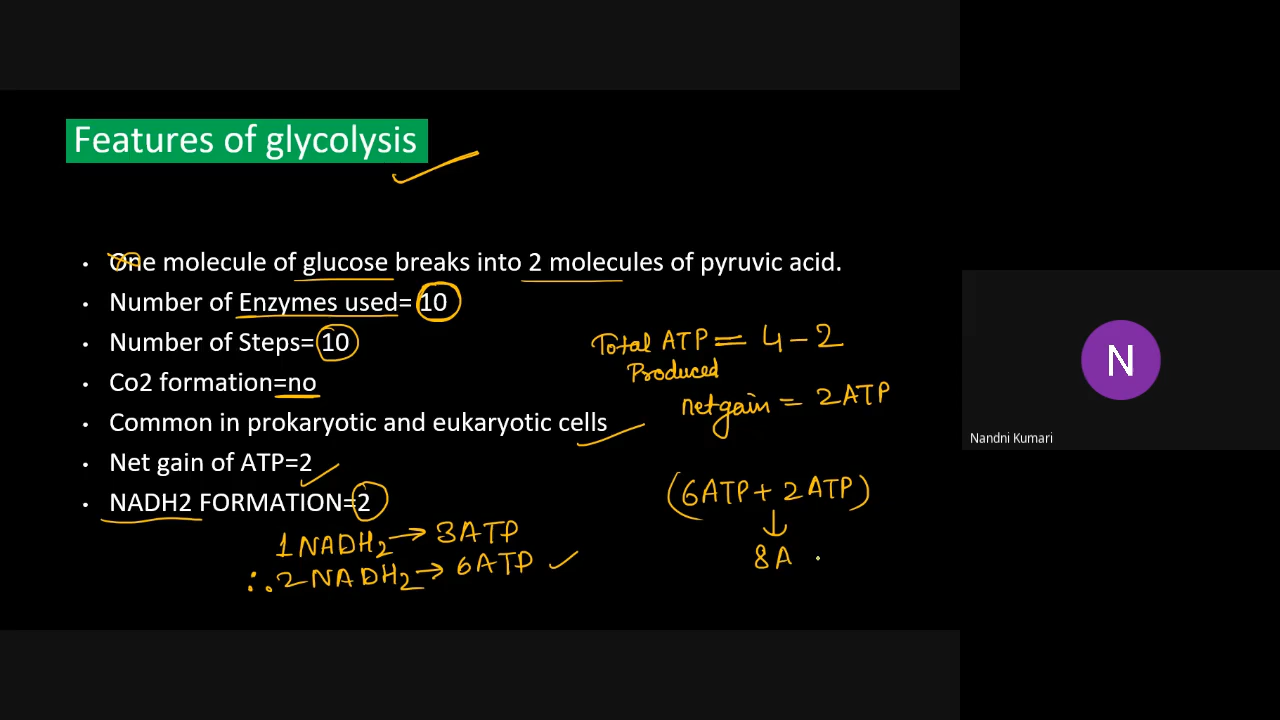 Features of glycolysis
• One molecule of glucose breaks into 2 molecules of pyruvic acid.
• Number of Enzymes used= 10
• Number of Steps= 10
• Co2 formation=no
Common in prokaryotic and eukaryotic cells
• Net gain of ATP=2
• NADH2 FORMATION=2
Total ATP = 4 - 2
Produced
net gain = 2ATP
(6ATP + 2ATP)
↓
8A
1 NADH₂ → 3ATP
∴ 2 NADH₂ → 6ATP ✓
N
Nandni Kumari